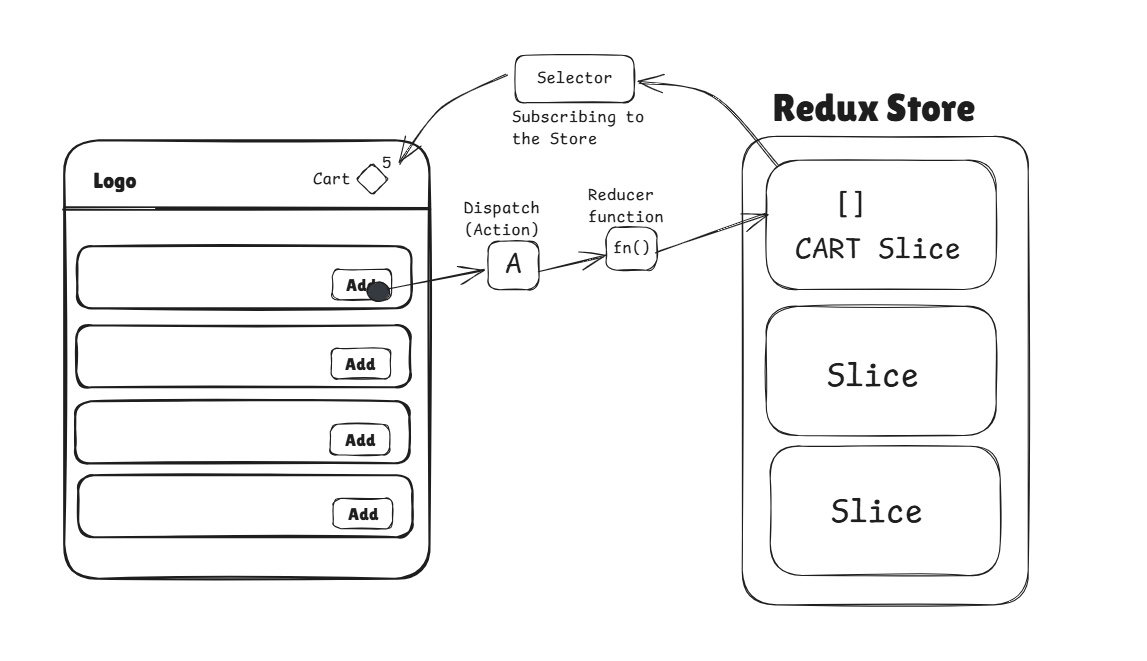 Selector
Subscribing to
the Store
Redux Store
Logo
Cart
5
Dispatch
(Action)
A
Reducer
function
fn()
[]
CART Slice
Add
Add
Add
Add
Slice
Slice